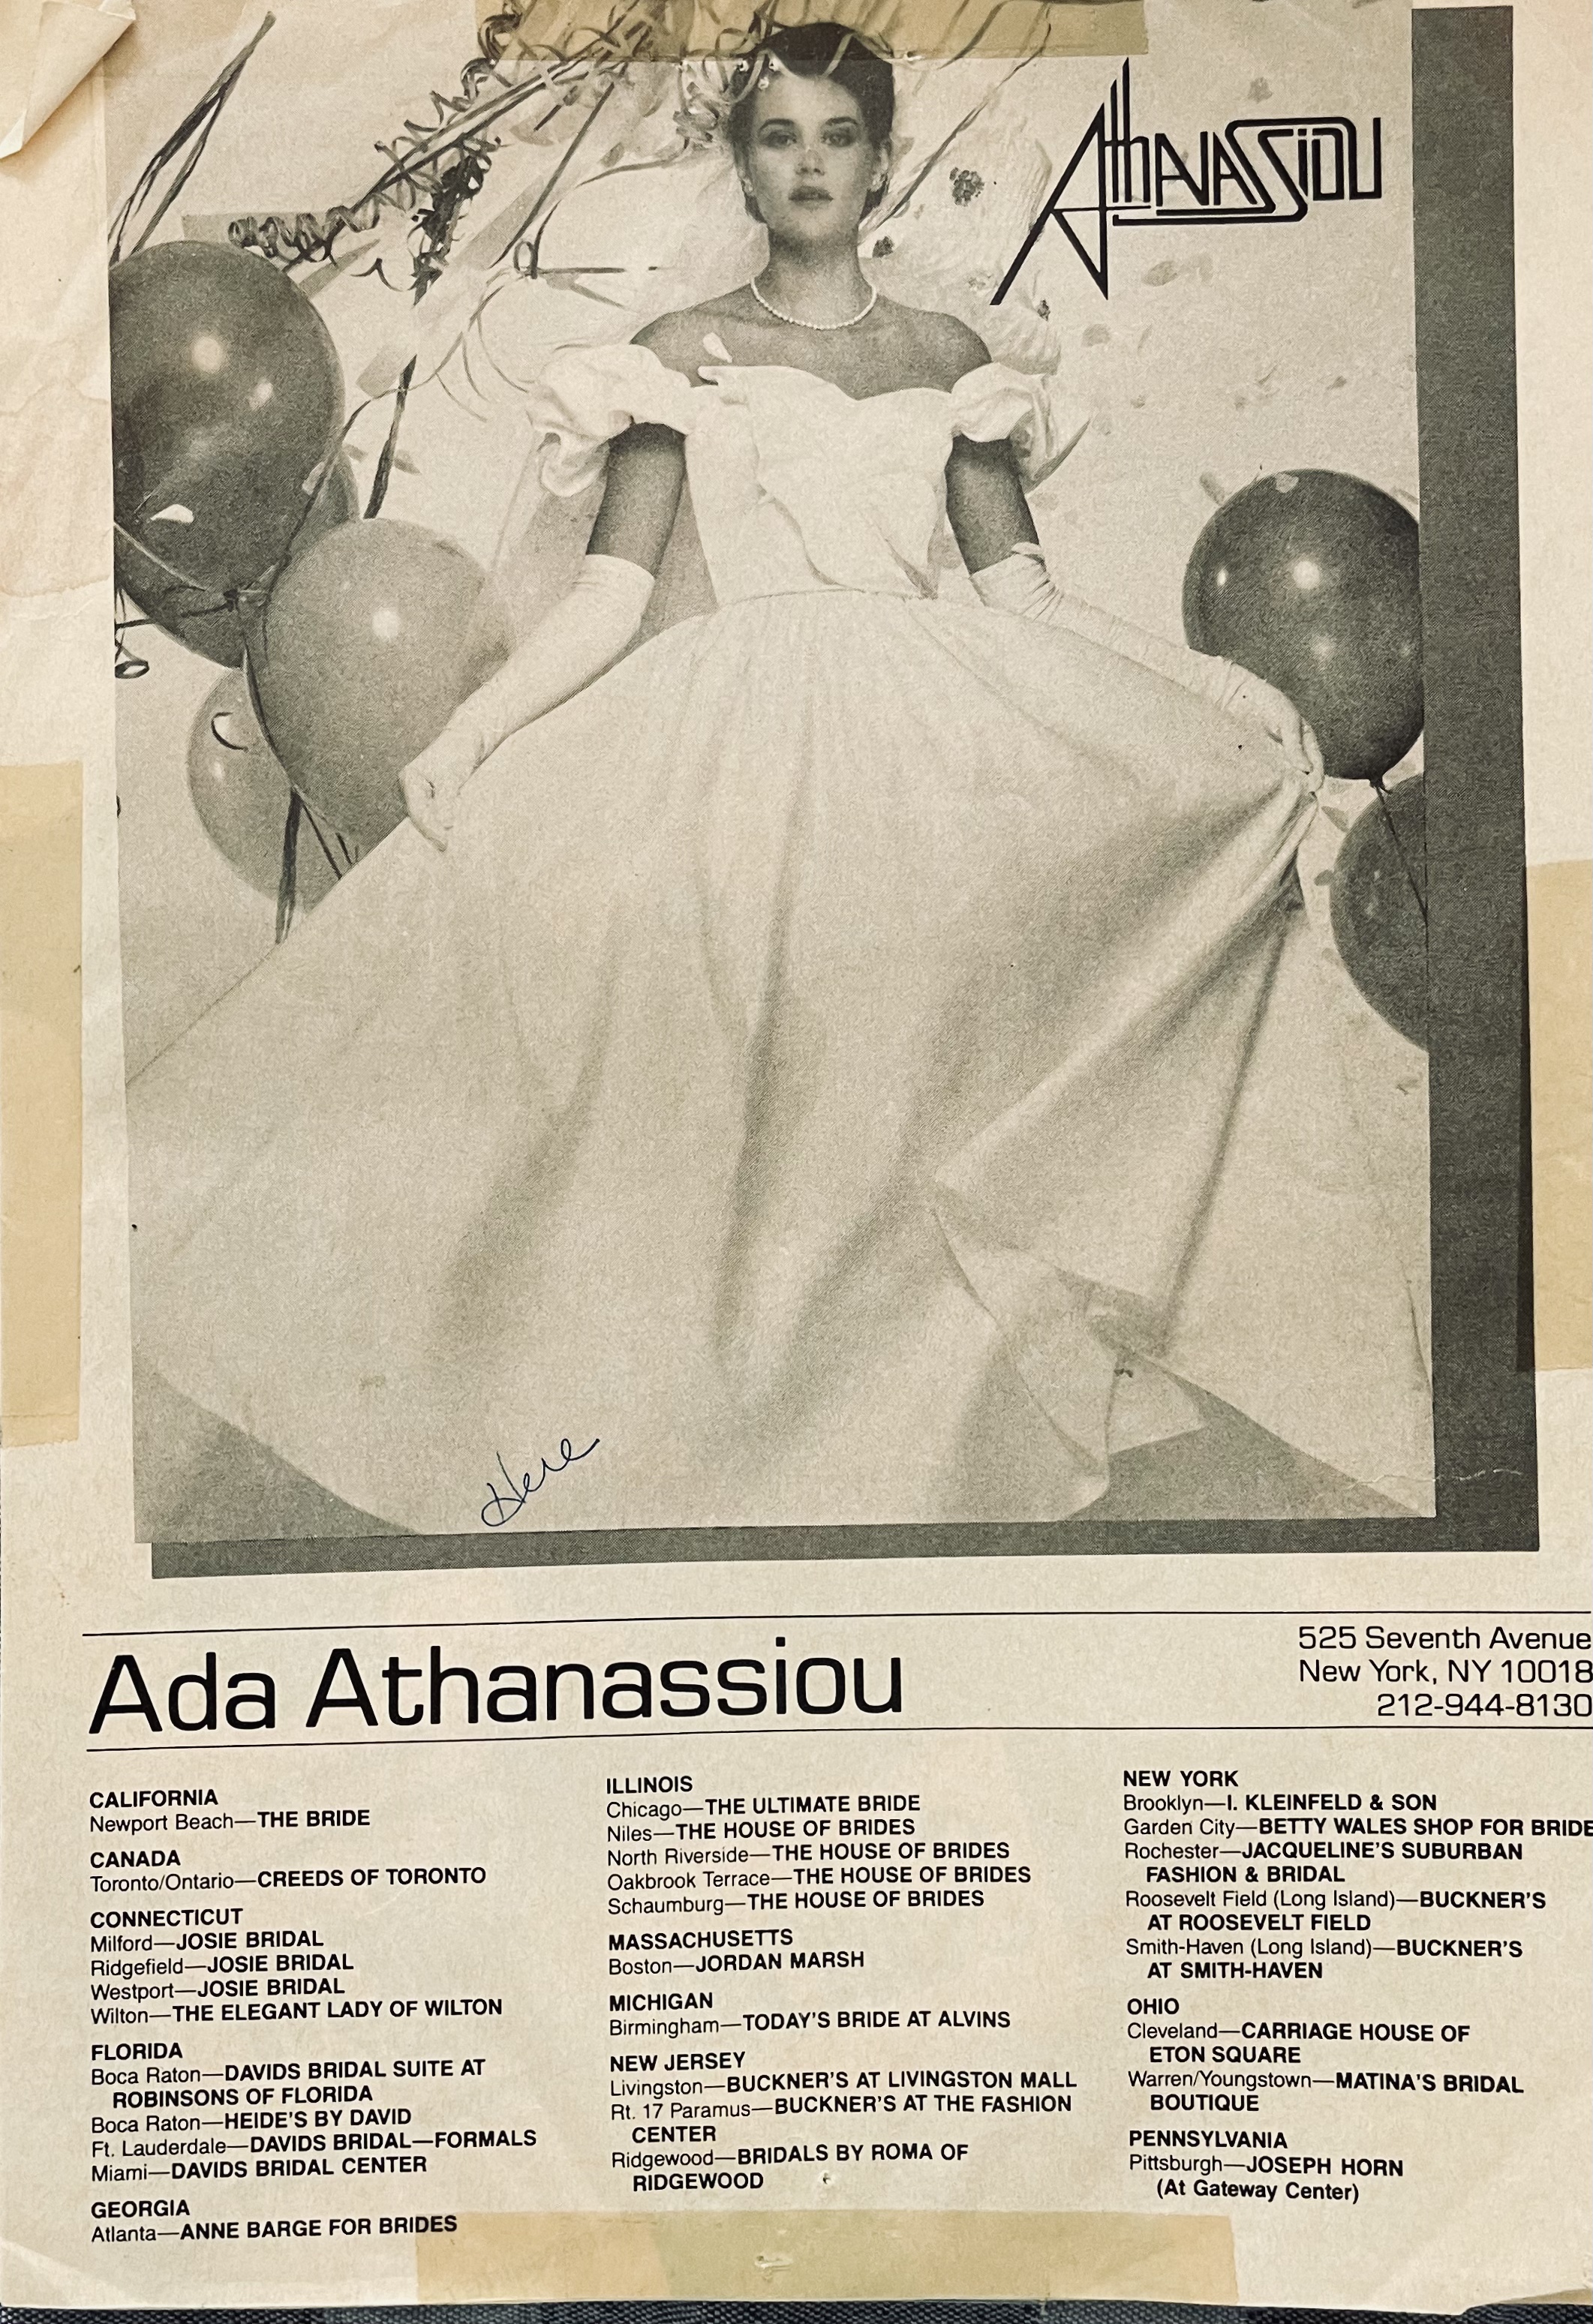 AthanaSSiou
Here
Ada Athanassiou
525 Seventh Avenue
New York, NY 10018
212-944-8130
CALIFORNIA
Newport Beach—THE BRIDE
CANADA
Toronto/Ontario—CREEDS OF TORONTO
CONNECTICUT
Milford—JOSIE BRIDAL
Ridgefield—JOSIE BRIDAL
Westport—JOSIE BRIDAL
Wilton—THE ELEGANT LADY OF WILTON
FLORIDA
Boca Raton—DAVIDS BRIDAL SUITE AT
ROBINSONS OF FLORIDA
Boca Raton—HEIDE'S BY DAVID
Ft. Lauderdale—DAVIDS BRIDAL—FORMALS
Miami—DAVIDS BRIDAL CENTER
GEORGIA
Atlanta—ANNE BARGE FOR BRIDES
ILLINOIS
Chicago—THE ULTIMATE BRIDE
Niles—THE HOUSE OF BRIDES
North Riverside—THE HOUSE OF BRIDES
Oakbrook Terrace—THE HOUSE OF BRIDES
Schaumburg—THE HOUSE OF BRIDES
MASSACHUSETTS
Boston—JORDAN MARSH
MICHIGAN
Birmingham—TODAY'S BRIDE AT ALVINS
NEW JERSEY
Livingston—BUCKNER'S AT LIVINGSTON MALL
Rt. 17 Paramus—BUCKNER'S AT THE FASHION
CENTER
Ridgewood—BRIDALS BY ROMA OF
RIDGEWOOD
NEW YORK
Brooklyn—I. KLEINFELD & SON
Garden City—BETTY WALES SHOP FOR BRIDE
Rochester—JACQUELINE'S SUBURBAN
FASHION & BRIDAL
Roosevelt Field (Long Island)—BUCKNER'S
AT ROOSEVELT FIELD
Smith-Haven (Long Island)—BUCKNER'S
AT SMITH-HAVEN
OHIO
Cleveland—CARRIAGE HOUSE OF
ETON SQUARE
Warren/Youngstown—MATINA'S BRIDAL
BOUTIQUE
PENNSYLVANIA
Pittsburgh—JOSEPH HORN
(At Gateway Center)